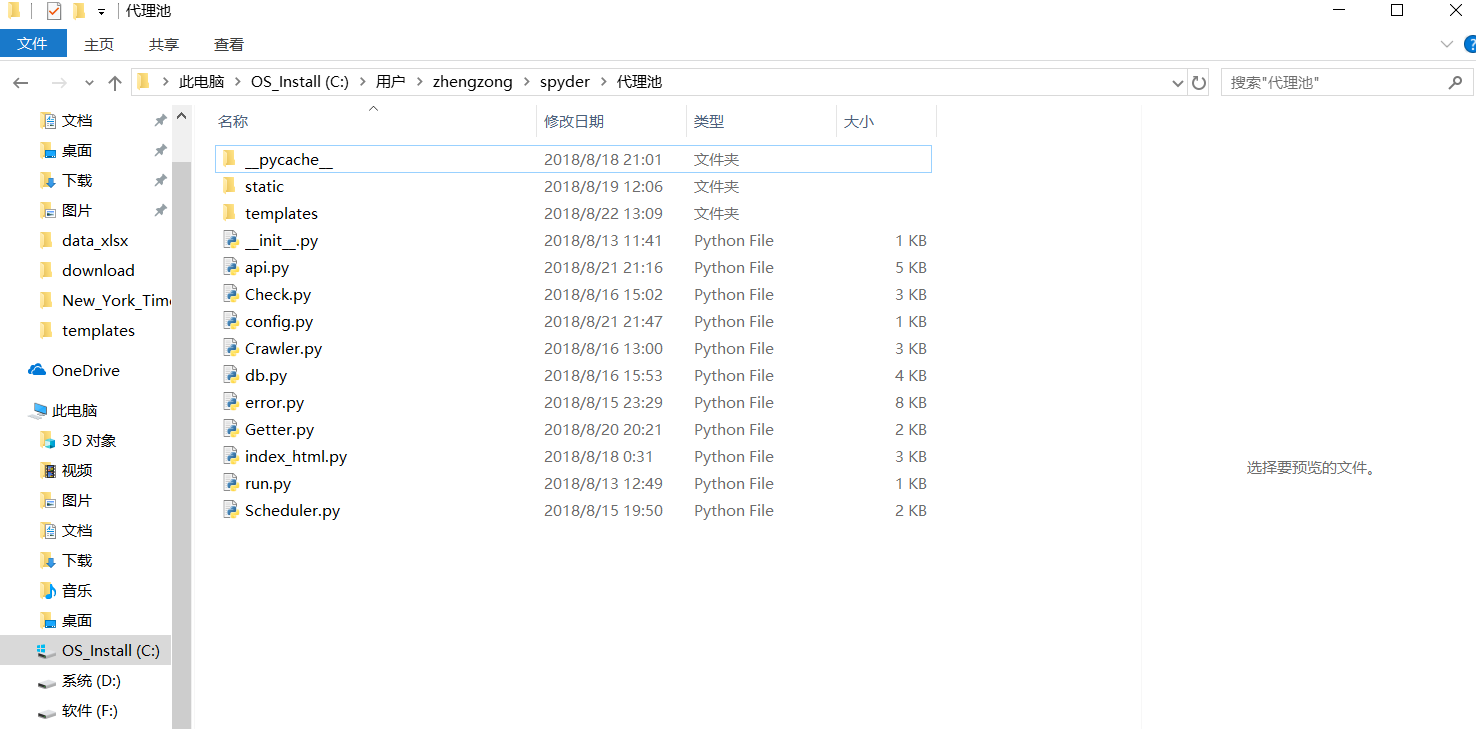 代理池
文件 主页 共享 查看
此电脑 OS_Install (C:) 用户 zhengzong spyder 代理池 搜索"代理池"
文档
桌面
下载
图片
data_xlsx
download
New_York_Tim
templates
OneDrive
此电脑
3D 对象
视频
图片
文档
下载
音乐
桌面
OS_Install (C:)
系统 (D:)
软件 (F:)
名称 修改日期 类型 大小
__pycache__ 2018/8/18 21:01 文件夹
static 2018/8/19 12:06 文件夹
templates 2018/8/22 13:09 文件夹
__init__.py 2018/8/13 11:41 Python File 1 KB
api.py 2018/8/21 21:16 Python File 5 KB
Check.py 2018/8/16 15:02 Python File 3 KB
config.py 2018/8/21 21:47 Python File 1 KB
Crawler.py 2018/8/16 13:00 Python File 3 KB
db.py 2018/8/16 15:53 Python File 4 KB
error.py 2018/8/15 23:29 Python File 8 KB
Getter.py 2018/8/20 20:21 Python File 2 KB
index_html.py 2018/8/18 0:31 Python File 3 KB
run.py 2018/8/13 12:49 Python File 1 KB
Scheduler.py 2018/8/15 19:50 Python File 2 KB
选择要预览的文件。